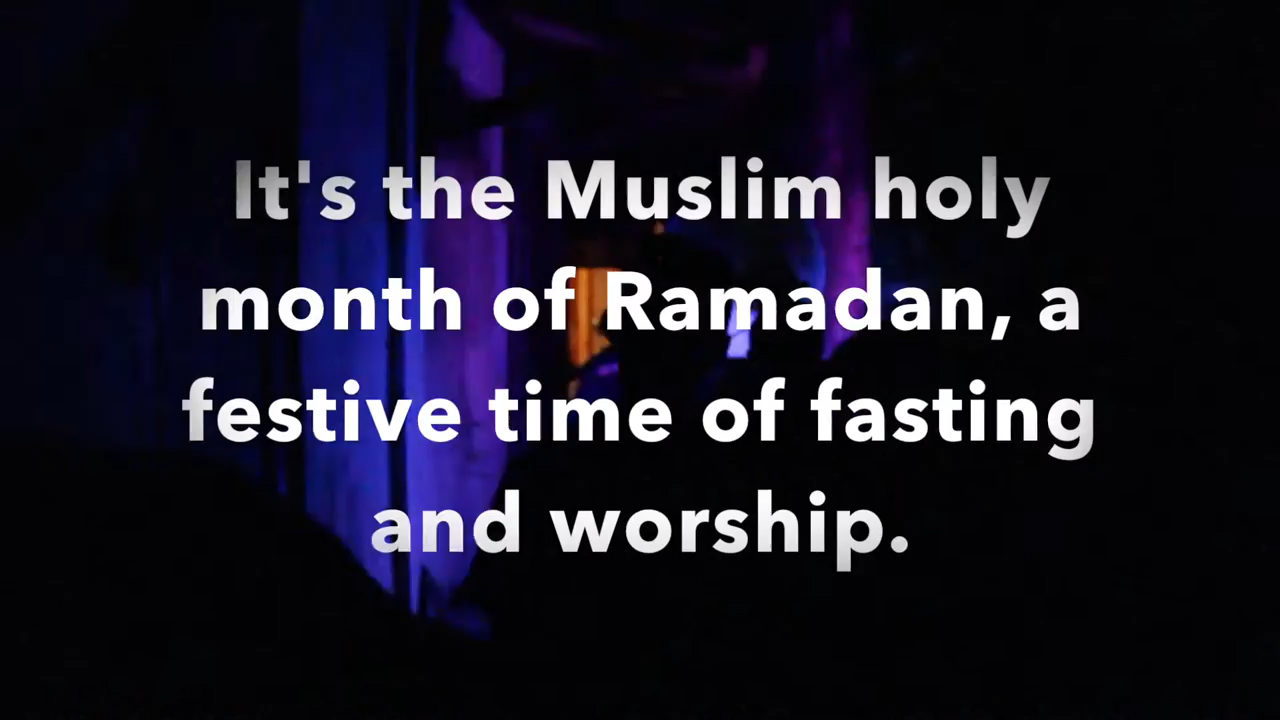 It's the Muslim holy
month of Ramadan, a
festive time of fasting
and worship.